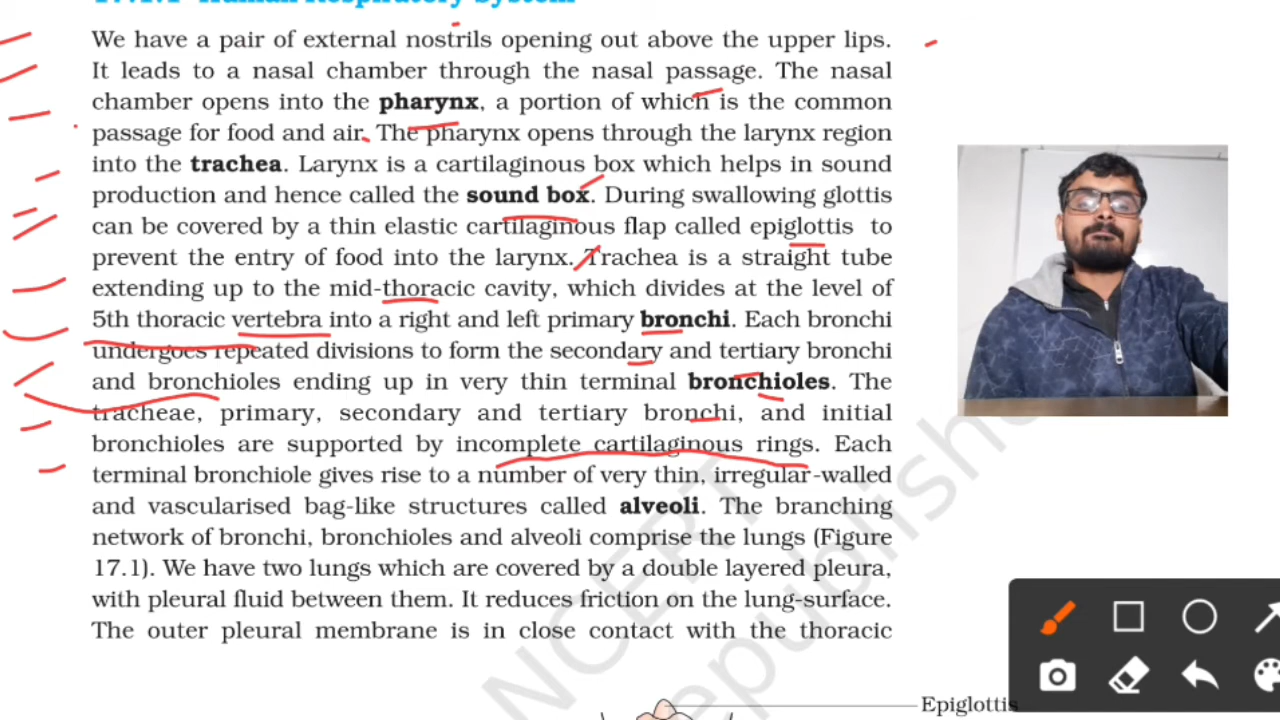 17.1.1 Human Respiratory System
We have a pair of external nostrils opening out above the upper lips.
It leads to a nasal chamber through the nasal passage. The nasal
chamber opens into the pharynx, a portion of which is the common
passage for food and air. The pharynx opens through the larynx region
into the trachea. Larynx is a cartilaginous box which helps in sound
production and hence called the sound box. During swallowing glottis
can be covered by a thin elastic cartilaginous flap called epiglottis to
prevent the entry of food into the larynx. Trachea is a straight tube
extending up to the mid-thoracic cavity, which divides at the level of
5th thoracic vertebra into a right and left primary bronchi. Each bronchi
undergoes repeated divisions to form the secondary and tertiary bronchi
and bronchioles ending up in very thin terminal bronchioles. The
tracheae, primary, secondary and tertiary bronchi, and initial
bronchioles are supported by incomplete cartilaginous rings. Each
terminal bronchiole gives rise to a number of very thin, irregular-walled
and vascularised bag-like structures called alveoli. The branching
network of bronchi, bronchioles and alveoli comprise the lungs (Figure
17.1). We have two lungs which are covered by a double layered pleura,
with pleural fluid between them. It reduces friction on the lung-surface.
The outer pleural membrane is in close contact with the thoracic
Epiglottis
NCERT
republishe